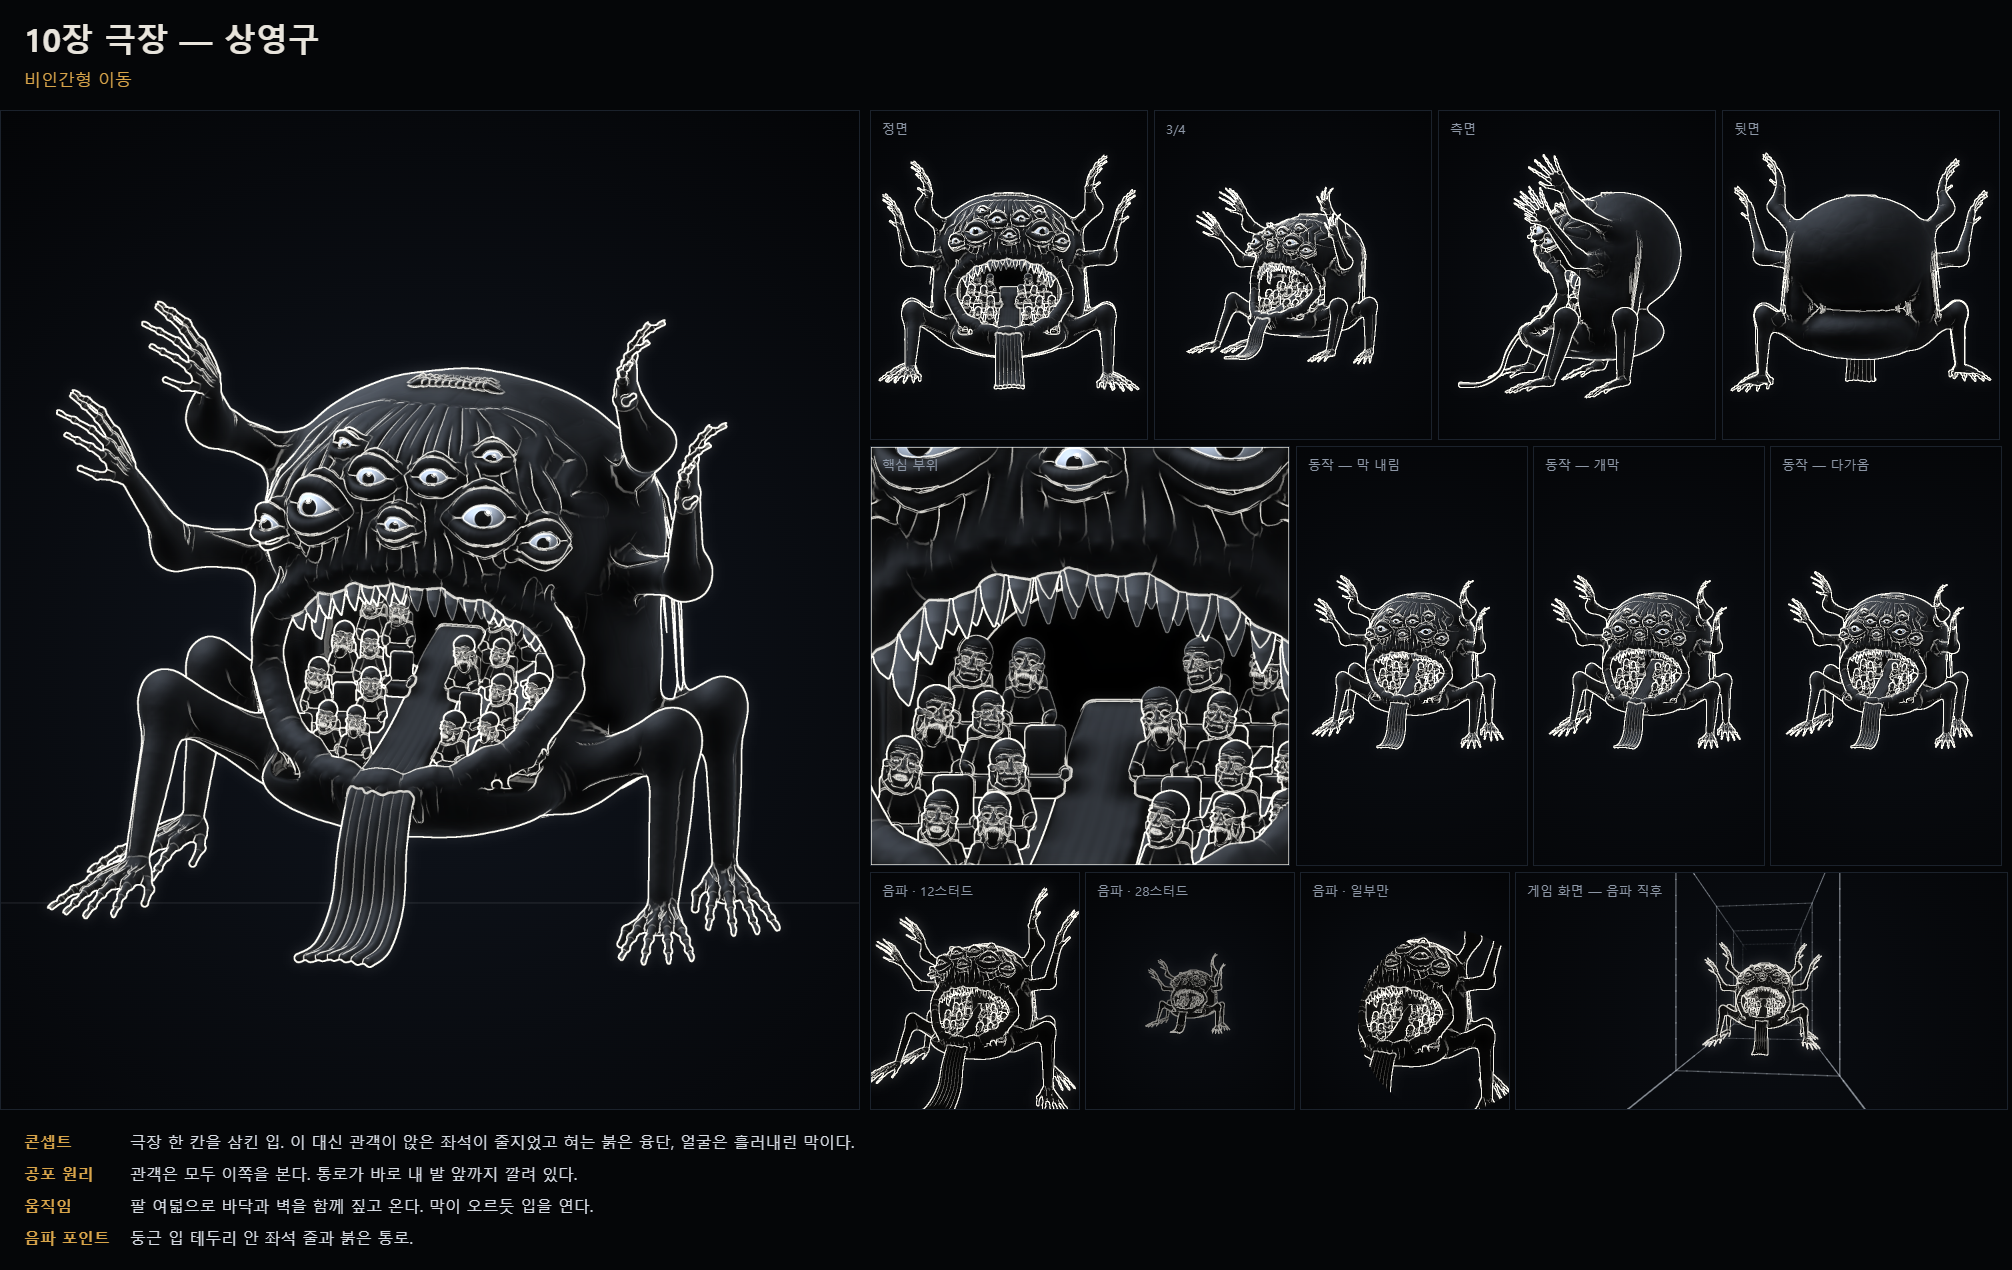 10장 극장 — 상영구
비인간형 이동
정면
3/4
측면
뒷면
핵심 부위
동작 — 막 내림
동작 — 개막
동작 — 다가옴
음파 · 12스터드
음파 · 28스터드
음파 · 일부만
게임 화면 — 음파 직후
콘셉트 극장 한 칸을 삼킨 입. 이 대신 관객이 앉은 좌석이 줄지었고 혀는 붉은 융단, 얼굴은 흘러내린 막이다.
공포 원리 관객은 모두 이쪽을 본다. 통로가 바로 내 발 앞까지 깔려 있다.
움직임 팔 여덟으로 바닥과 벽을 함께 짚고 온다. 막이 오르듯 입을 연다.
음파 포인트 둥근 입 테두리 안 좌석 줄과 붉은 통로.